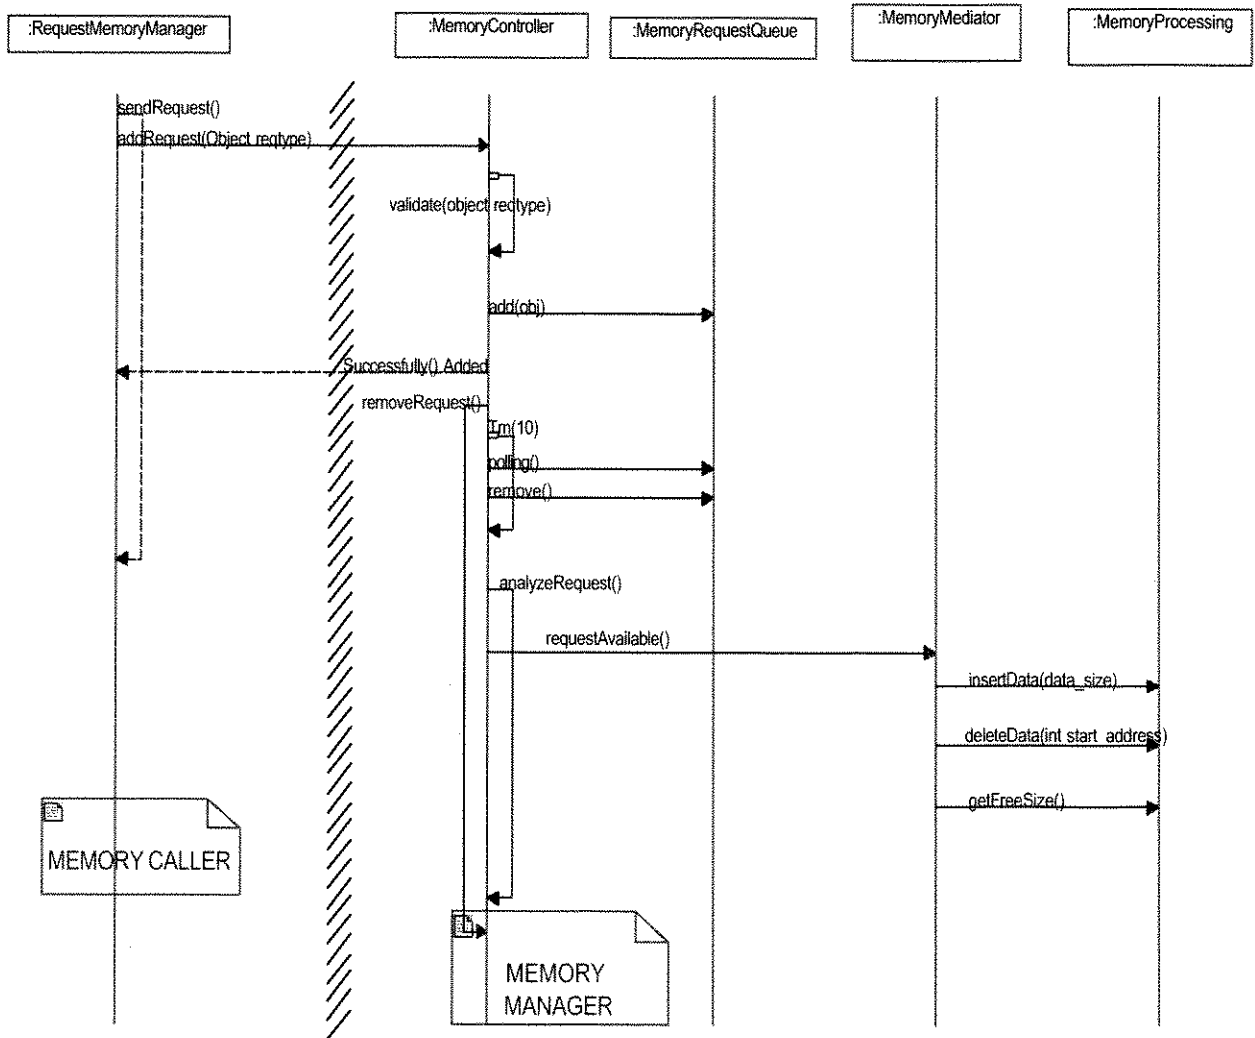 :RequestMemoryManager
:MemoryController
:MemoryRequestQueue
:MemoryMediator
:MemoryProcessing
sendRequest()
addRequest(Object reqtype)
validate(object reqtype)
add(obj)
Successfully() Added
removeRequest()
Tm(10)
polling()
remove()
analyzeRequest()
requestAvailable()
insertData(data_size)
deleteData(int start_address)
getFreeSize()
MEMORY CALLER
MEMORY
MANAGER